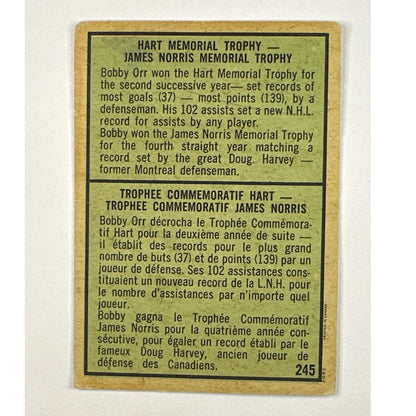 HART MEMORIAL TROPHY —
JAMES NORRIS MEMORIAL TROPHY
Bobby Orr won the Hart Memorial Trophy for
the second successive year— set records of
most goals (37) — most points (139), by a
defenseman. His 102 assists set a new N.H.L.
record for assists by any player.
Bobby won the James Norris Memorial Trophy
for the fourth straight year matching a
record set by the great Doug. Harvey —
former Montreal defenseman.
TROPHEE COMMEMORATIF HART —
TROPHEE COMMEMORATIF JAMES NORRIS
Bobby Orr décrocha le Trophée Commémora-
tif Hart pour la deuxième année de suite —
il établit des records pour le plus grand
nombre de buts (37) et de points (139) par un
joueur de défense. Ses 102 assistances consti-
tuaient un nouveau record de la L.N.H. pour
le nombre d'assistances par n'importe quel
joueur.
Bobby gagna le Trophée Commémoratif
James Norris pour la quatrième année con-
sécutive, pour égaler un record établi par le
fameux Doug Harvey, ancien joueur de
défense des Canadiens.
245